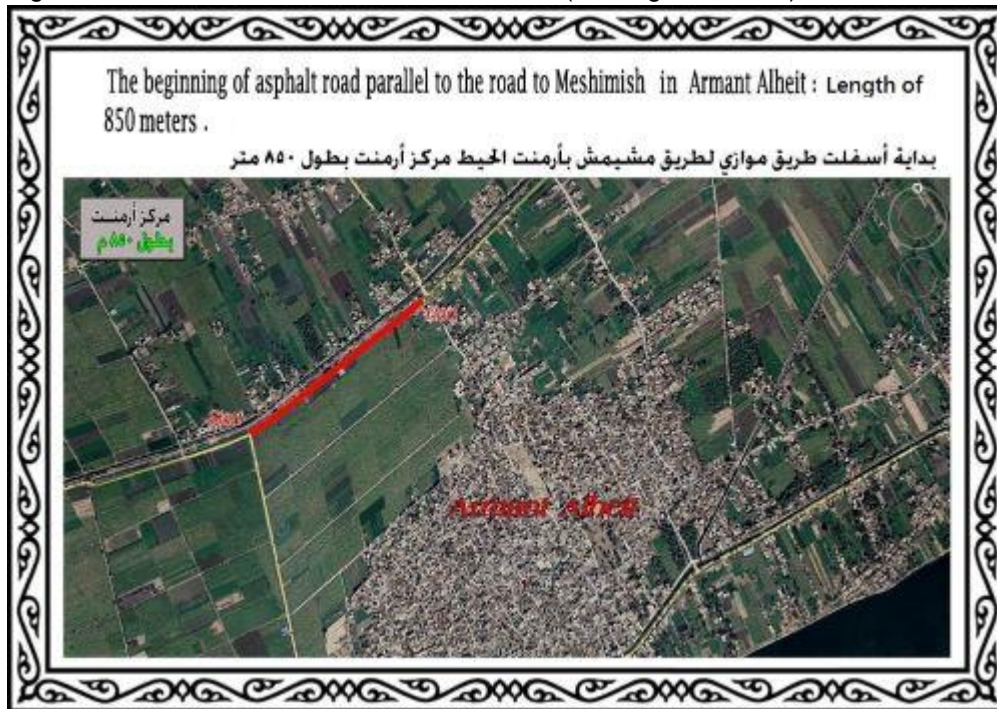 The beginning of asphalt road parallel to the road to Meshimish in Armant Alheit : Length of
850 meters .
بداية أسفلت طريق موازي لطريق مشيمش بأرمنت الحيط مركز أرمنت بطول ٨٥٠ متر
مركز أرمنت
بطول ٨٥٠ م
Armant Alheit